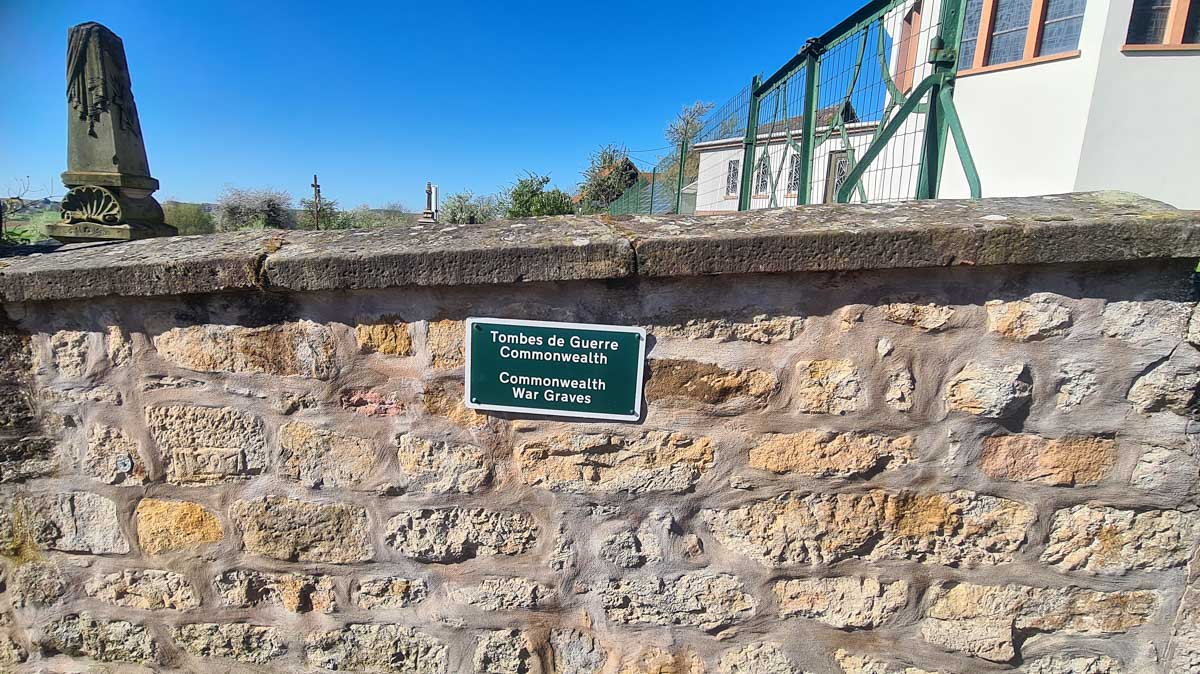 Tombes de Guerre
Commonwealth
Commonwealth
War Graves